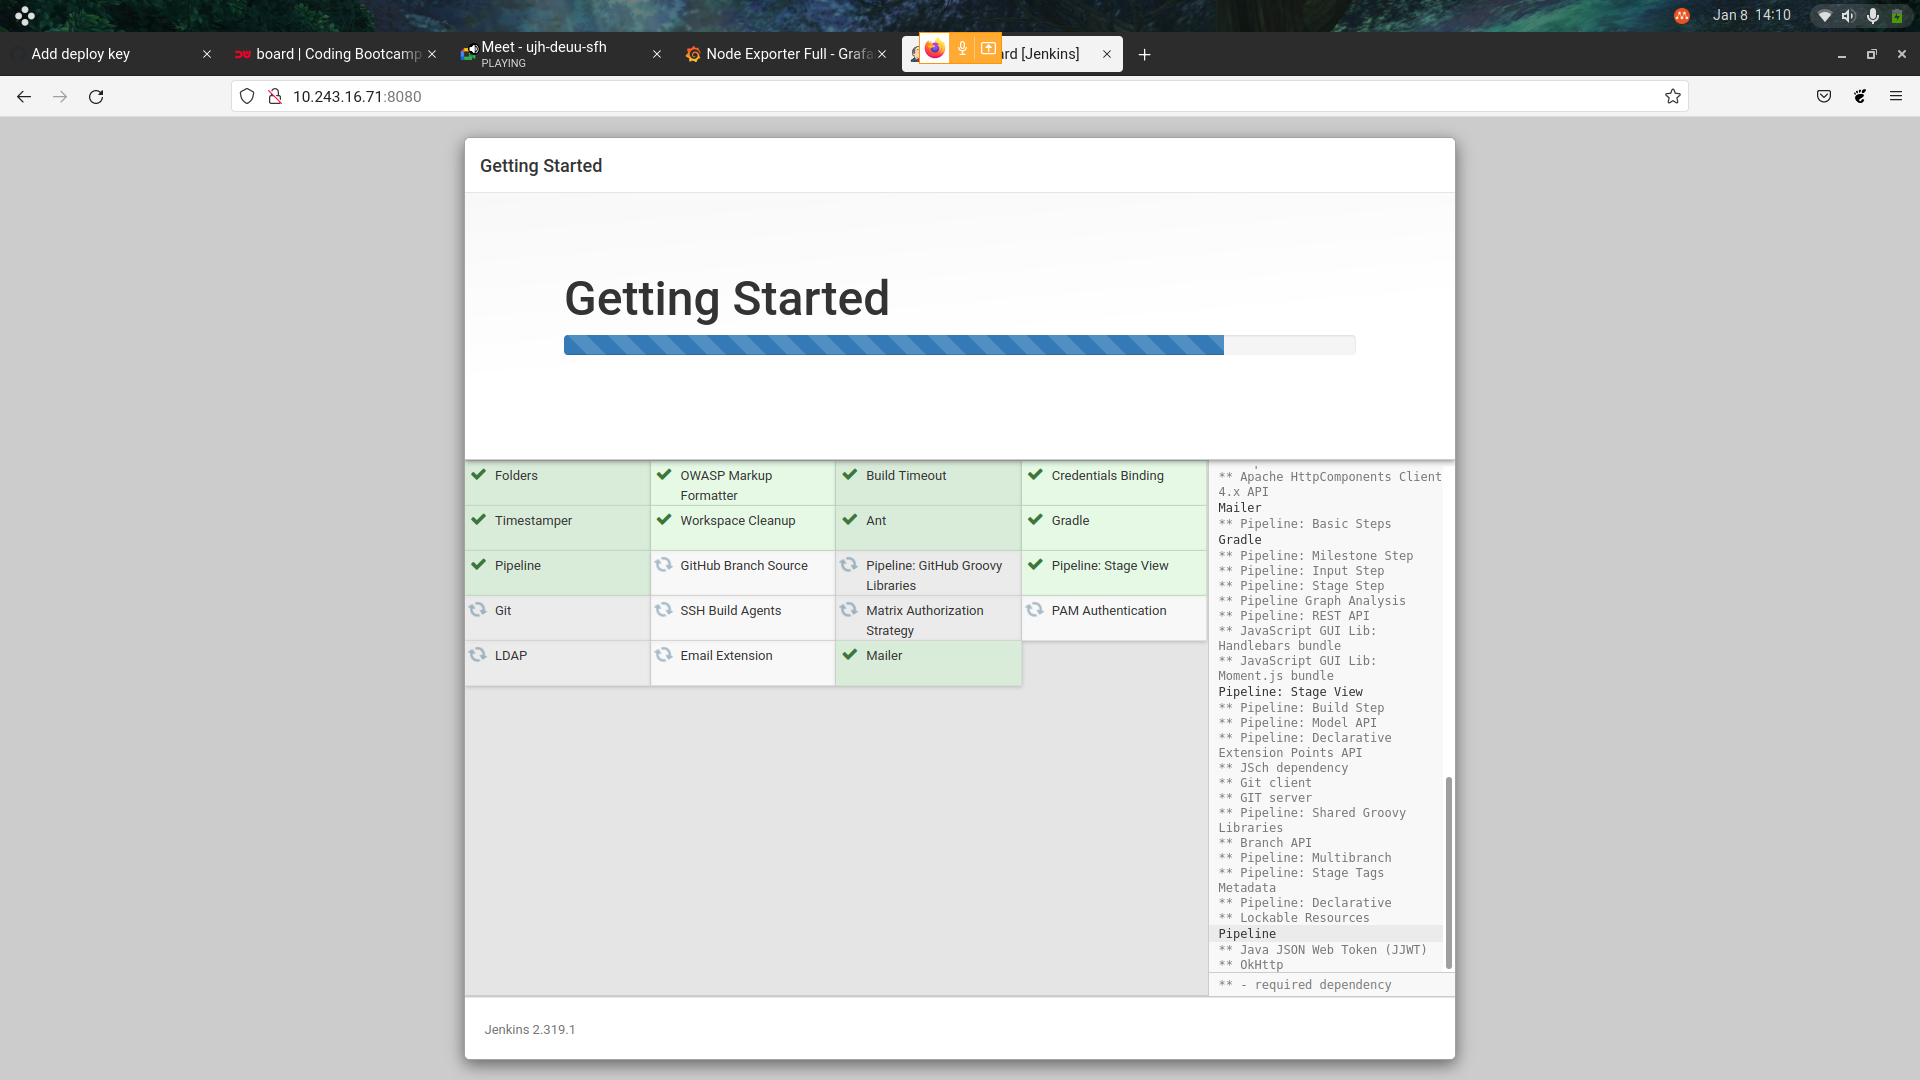 Jan 8  14:10
Add deploy key
board | Coding Bootcamp
Meet - ujh-deuu-sfh
PLAYING
Node Exporter Full - Grafa
rd [Jenkins]
10.243.16.71:8080
Getting Started
Getting Started
Folders
OWASP Markup
Formatter
Build Timeout
Credentials Binding
Timestamper
Workspace Cleanup
Ant
Gradle
Pipeline
GitHub Branch Source
Pipeline: GitHub Groovy
Libraries
Pipeline: Stage View
Git
SSH Build Agents
Matrix Authorization
Strategy
PAM Authentication
LDAP
Email Extension
Mailer
** Apache HttpComponents Client
4.x API
Mailer
** Pipeline: Basic Steps
Gradle
** Pipeline: Milestone Step
** Pipeline: Input Step
** Pipeline: Stage Step
** Pipeline Graph Analysis
** Pipeline: REST API
** JavaScript GUI Lib:
Handlebars bundle
** JavaScript GUI Lib:
Moment.js bundle
Pipeline: Stage View
** Pipeline: Build Step
** Pipeline: Model API
** Pipeline: Declarative
Extension Points API
** JSch dependency
** Git client
** GIT server
** Pipeline: Shared Groovy
Libraries
** Branch API
** Pipeline: Multibranch
** Pipeline: Stage Tags
Metadata
** Pipeline: Declarative
** Lockable Resources
Pipeline
** Java JSON Web Token (JJWT)
** OkHttp
** - required dependency
Jenkins 2.319.1